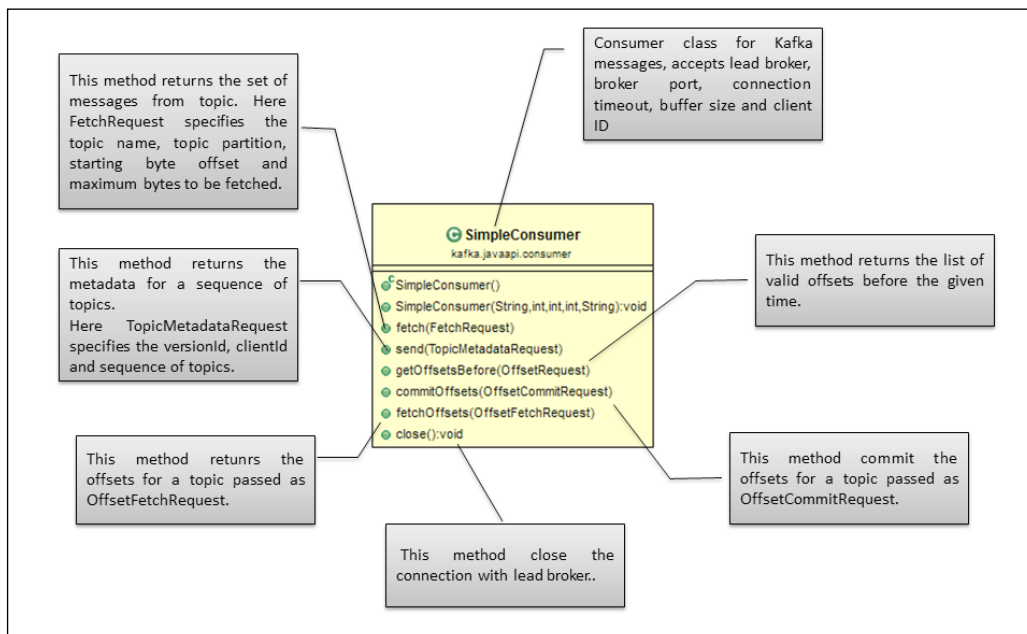 Consumer class for Kafka
messages, accepts lead broker,
broker port, connection
timeout, buffer size and client
ID
This method returns the set of
messages from topic. Here
FetchRequest specifies the
topic name, topic partition,
starting byte offset and
maximum bytes to be fetched.
SimpleConsumer
kafka.javaapi.consumer
SimpleConsumer()
SimpleConsumer(String,int,int,int,String):void
fetch(FetchRequest)
send(TopicMetadataRequest)
getOffsetsBefore(OffsetRequest)
commitOffsets(OffsetCommitRequest)
fetchOffsets(OffsetFetchRequest)
close():void
This method returns the
metadata for a sequence of
topics.
Here TopicMetadataRequest
specifies the versionId, clientId
and sequence of topics.
This method returns the list of
valid offsets before the given
time.
This method retunrs the
offsets for a topic passed as
OffsetFetchRequest.
This method commit the
offsets for a topic passed as
OffsetCommitRequest.
This method close the
connection with lead broker..